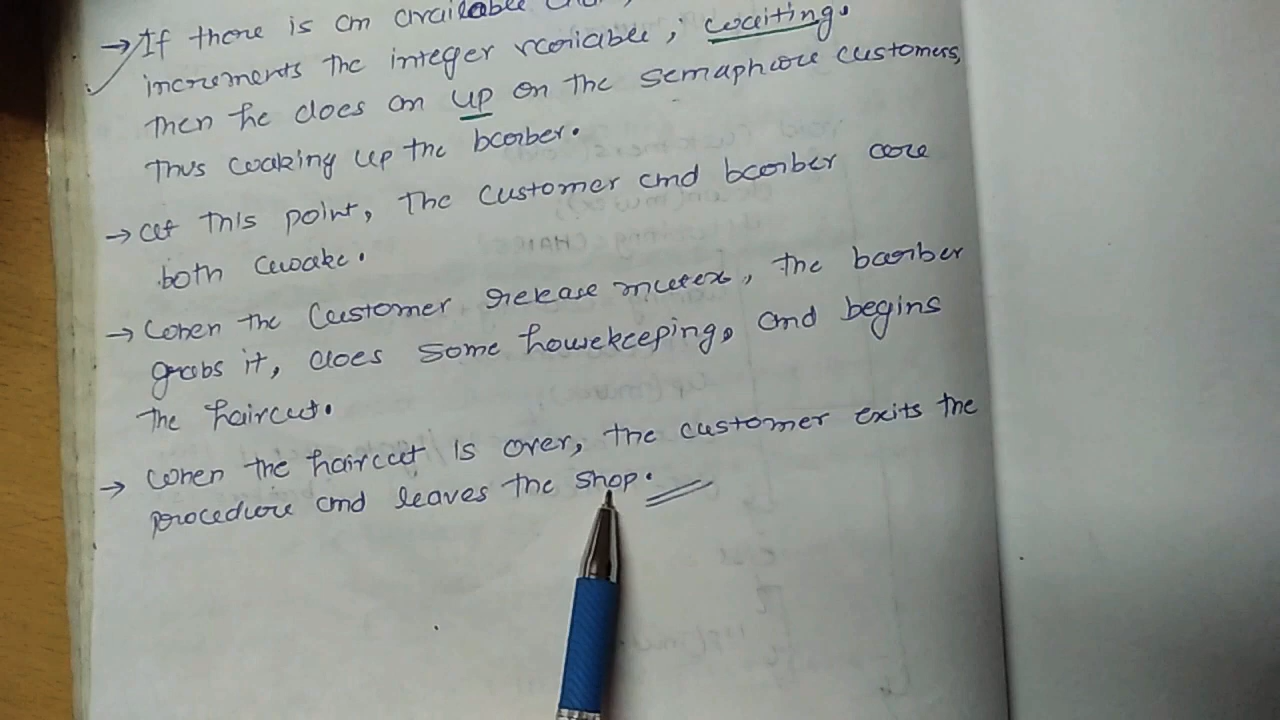 → If there is an available chair,
increments the integer variable, waiting.
Then he does an up on the semaphore customers,
Thus waking up the barber.
→ at this point, The customer and barber are
both awake.
→ When the customer release mutex, the barber
grabs it, does some housekeeping, and begins
the haircut.
→ When the haircut is over, the customer exits the
procedure and leaves the shop.